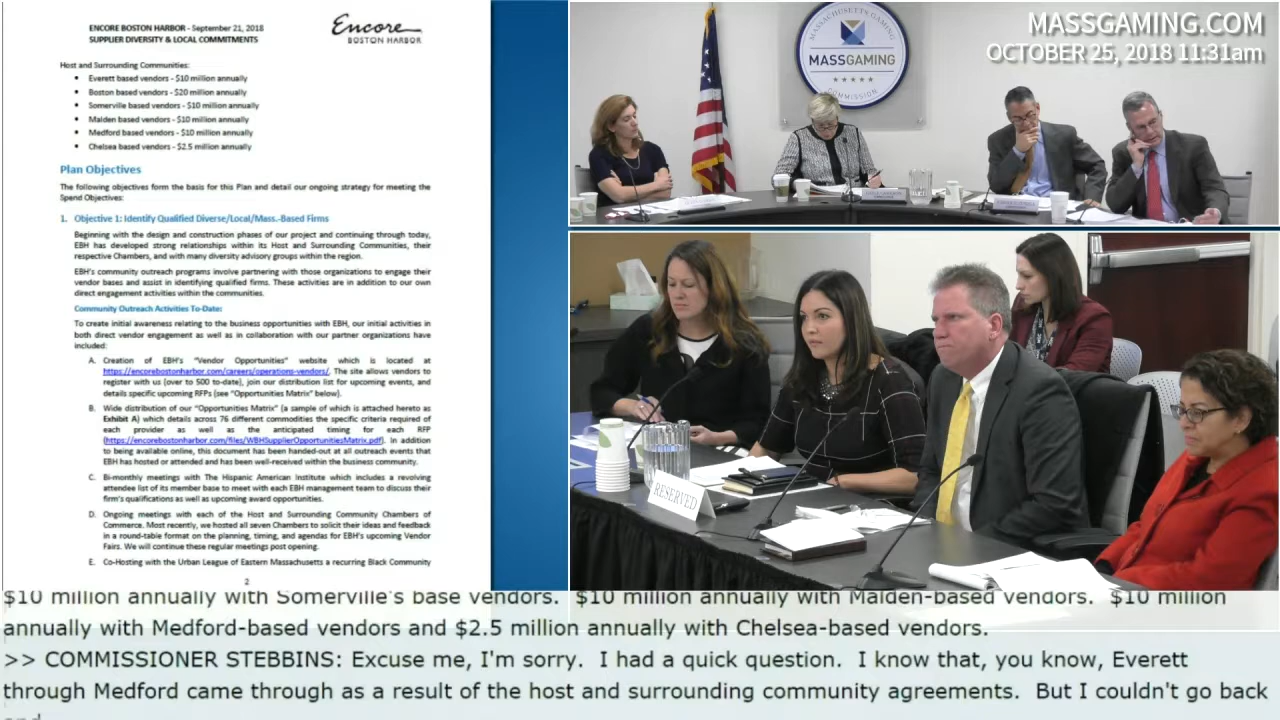 ENCORE BOSTON HARBOR - September 21, 2018
SUPPLIER DIVERSITY & LOCAL COMMITMENTS
Encore
BOSTON HARBOR
Host and Surrounding Communities:
• Everett based vendors - $10 million annually
• Boston based vendors - $20 million annually
• Somerville based vendors - $10 million annually
• Malden based vendors - $10 million annually
• Medford based vendors - $10 million annually
• Chelsea based vendors - $2.5 million annually
Plan Objectives
The following objectives form the basis for this Plan and detail our ongoing strategy for meeting the
Spend Objectives:
1. Objective 1: Identify Qualified Diverse/Local/Mass.-Based Firms
Beginning with the design and construction phases of our project and continuing through today,
EBH has developed strong relationships within its Host and Surrounding Communities, their
respective Chambers, and with many diversity advisory groups within the region.
EBH's community outreach programs involve partnering with those organizations to engage their
vendor bases and assist in identifying qualified firms. These activities are in addition to our own
direct engagement activities within the communities.
Community Outreach Activities To-Date:
To create initial awareness relating to the business opportunities with EBH, our initial activities in
both direct vendor engagement as well as in collaboration with our partner organizations have
included:
A. Creation of EBH's "Vendor Opportunities" website which is located at
https://encorebostonharbor.com/careers/operations-vendors/. The site allows vendors to
register with us (over 500 to-date), join our distribution list for upcoming events, and
details specific upcoming RFPs (see "Opportunities Matrix" below).
B. Wide distribution of our "Opportunities Matrix" (a sample of which is attached hereto as
Exhibit A) which details across 76 different commodities the specific criteria required of
each provider as well as the anticipated timing for each RFP
(https://encorebostonharbor.com/files/WBHSupplierOpportunitiesMatrix.pdf). In addition
to being available online, this document has been handed-out at all outreach events that
EBH has hosted or attended and has been well-received within the business community.
C. Bi-monthly meetings with The Hispanic American Institute which includes a revolving
attendee list of its member base to meet with each EBH management team to discuss their
firm's qualifications as well as upcoming award opportunities.
D. Ongoing meetings with each of the Host and Surrounding Community Chambers of
Commerce. Most recently, we hosted all seven Chambers to solicit their ideas and feedback
in a round-table format on the planning, timing, and agendas for EBH's upcoming Vendor
Fairs. We will continue these regular meetings post opening.
E. Co-Hosting with the Urban League of Eastern Massachusetts a recurring Black Community
2
MASSACHUSETTS GAMING
MASSGAMING
COMMISSION
MASSGAMING.COM
OCTOBER 25, 2018 11:31am
RESERVED
$10 million annually with Somerville's base vendors. $10 million annually with Malden-based vendors. $10 million
annually with Medford-based vendors and $2.5 million annually with Chelsea-based vendors.
>> COMMISSIONER STEBBINS: Excuse me, I'm sorry. I had a quick question. I know that, you know, Everett
through Medford came through as a result of the host and surrounding community agreements. But I couldn't go back